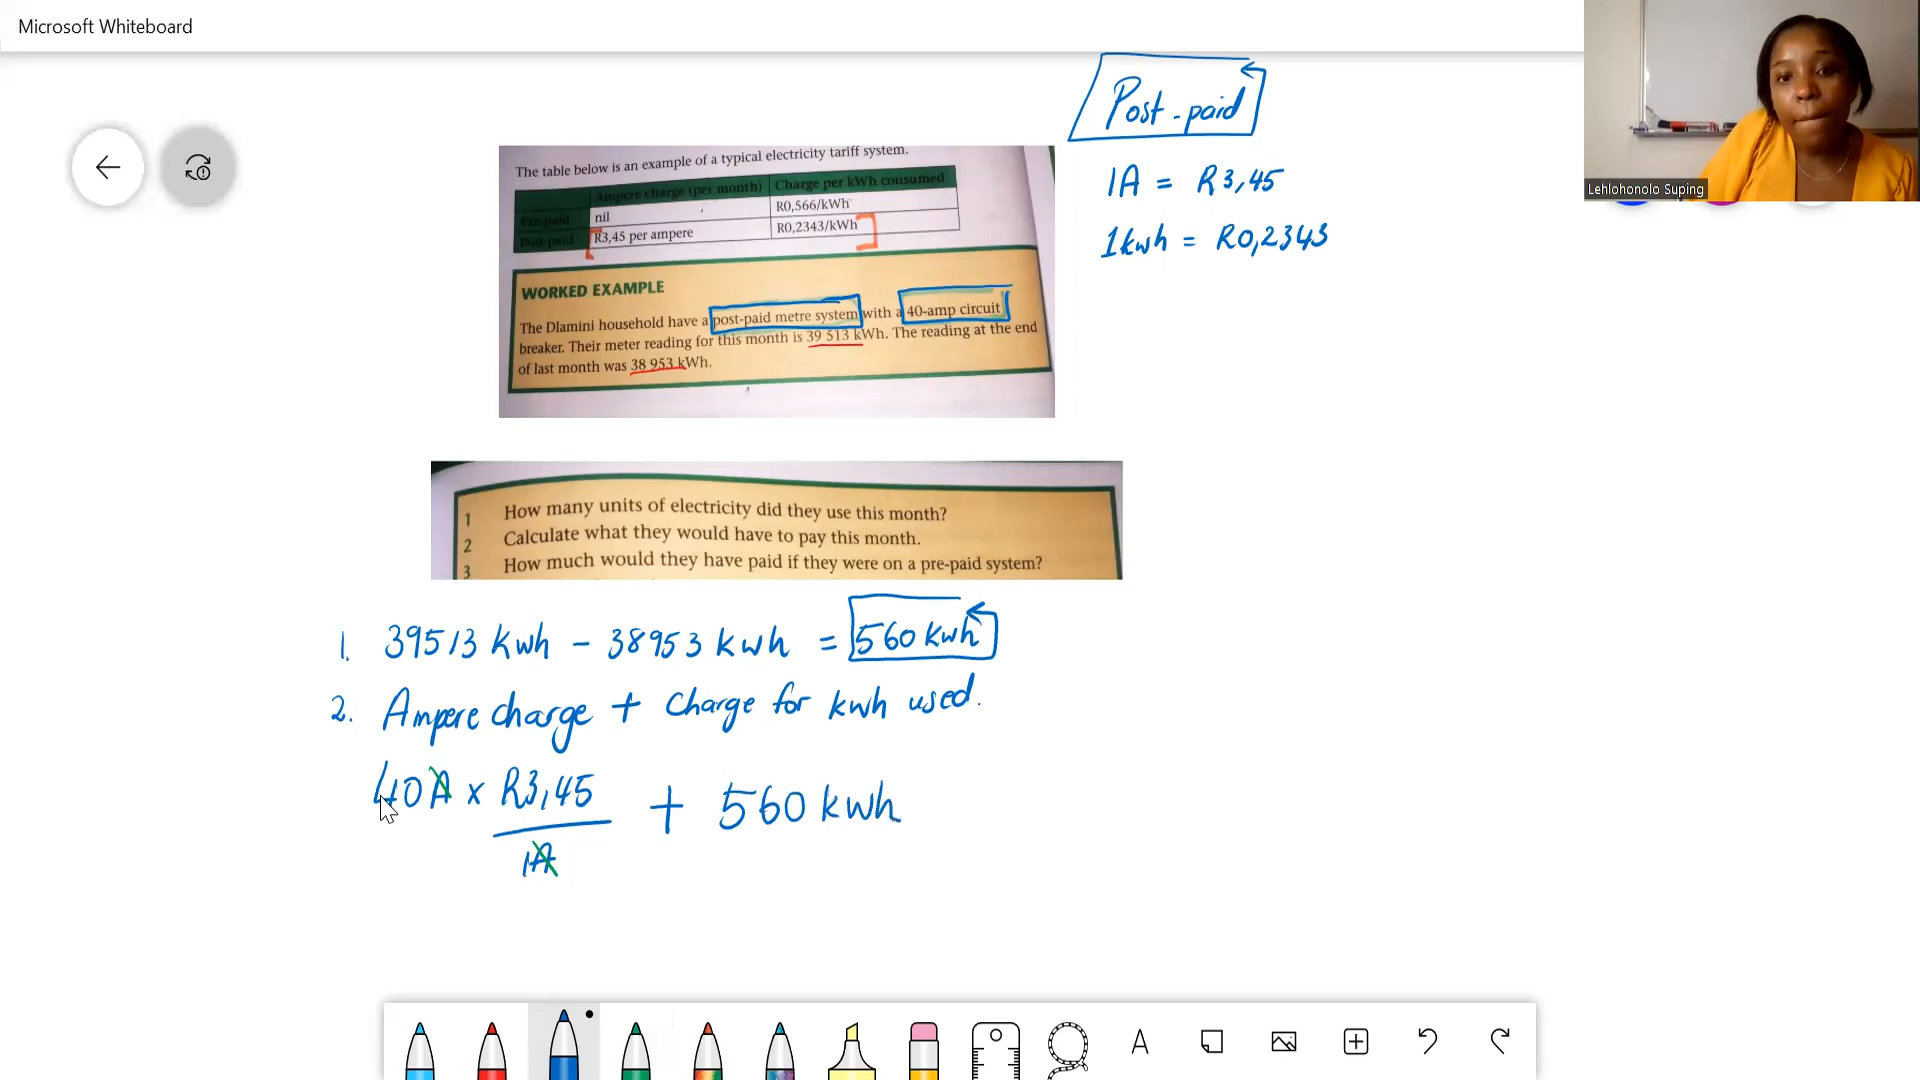 Microsoft Whiteboard
Post-paid
1A = R3,45
1kwh = R0,2343
Lehlohonolo Suping
The table below is an example of a typical electricity tariff system.
Ampere charge (per month) Charge per kWh consumed
Pre-paid nil R0,566/kWh
Post-paid R3,45 per ampere R0,2343/kWh
WORKED EXAMPLE
The Dlamini household have a post-paid metre system with a 40-amp circuit
breaker. Their meter reading for this month is 39 513 kWh. The reading at the end
of last month was 38 953 kWh.
1 How many units of electricity did they use this month?
2 Calculate what they would have to pay this month.
3 How much would they have paid if they were on a pre-paid system?
1. 39513 kwh - 38953 kwh = 560 kwh
2. Ampere charge + Charge for kwh used.
40A x R3,45 + 560 kwh
1A
A